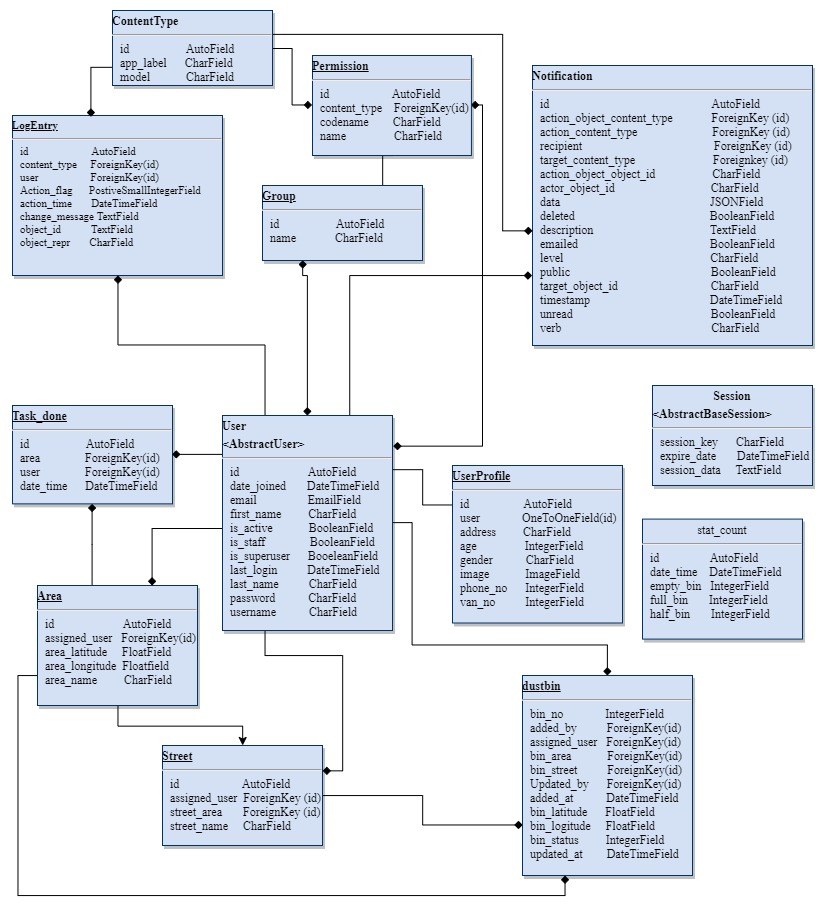 ContentType
id AutoField
app_label CharField
model CharField
Permission
id AutoField
content_type ForeignKey(id)
codename CharField
name CharField
Notification
id AutoField
action_object_content_type ForeignKey (id)
action_content_type ForeignKey (id)
recipient ForeignKey (id)
target_content_type Foreignkey (id)
action_object_object_id CharField
actor_object_id CharField
data JSONField
deleted BooleanField
description TextField
emailed BooleanField
level CharField
public BooleanField
target_object_id CharField
timestamp DateTimeField
unread BooleanField
verb CharField
LogEntry
id AutoField
content_type ForeignKey(id)
user ForeignKey(id)
Action_flag PostiveSmallIntegerField
action_time DateTimeField
change_message TextField
object_id TextField
object_repr CharField
Group
id AutoField
name CharField
Session
<AbstractBaseSession>
session_key CharField
expire_date DateTimeField
session_data TextField
Task_done
id AutoField
area ForeignKey(id)
user ForeignKey(id)
date_time DateTimeField
User
<AbstractUser>
id AutoField
date_joined DateTimeField
email EmailField
first_name CharField
is_active BooleanField
is_staff BooleanField
is_superuser BooeleanField
last_login DateTimeField
last_name CharField
password CharField
username CharField
UserProfile
id AutoField
user OneToOneField(id)
address CharField
age IntegerField
gender CharField
image ImageField
phone_no IntegerField
van_no IntegerField
stat_count
id AutoField
date_time DateTimeField
empty_bin IntegerField
full_bin IntegerField
half_bin IntegerField
Area
id AutoField
assigned_user ForeignKey(id)
area_latitude FloatField
area_longitude Floatfield
area_name CharField
Street
id AutoField
assigned_user ForeignKey (id)
street_area ForeignKey (id)
street_name CharField
dustbin
bin_no IntegerField
added_by ForeignKey(id)
assigned_user ForeignKey(id)
bin_area ForeignKey(id)
bin_street ForeignKey(id)
Updated_by ForeignKey(id)
added_at DateTimeField
bin_latitude FloatField
bin_logitude FloatField
bin_status IntegerField
updated_at DateTimeField